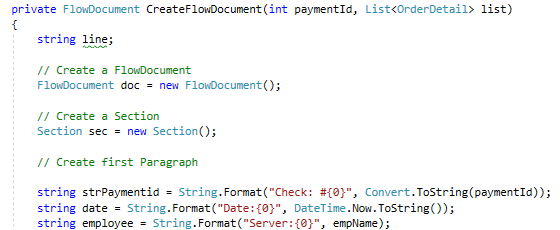 private FlowDocument CreateFlowDocument(int paymentId, List<OrderDetail> list)
{
string line;
// Create a FlowDocument
FlowDocument doc = new FlowDocument();
// Create a Section
Section sec = new Section();
// Create first Paragraph
string strPaymentid = String.Format("Check: #{0}", Convert.ToString(paymentId));
string date = String.Format("Date:{0}", DateTime.Now.ToString());
string employee = String.Format("Server:{0}", empName);